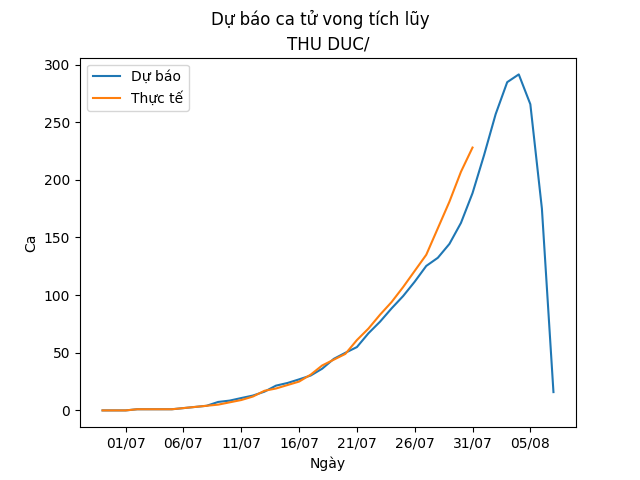 Dự báo ca tử vong tích lũy
THU DUC/
Dự báo
Thực tế
300
250
200
150
100
50
0
Ca
01/07 06/07 11/07 16/07 21/07 26/07 31/07 05/08
Ngày